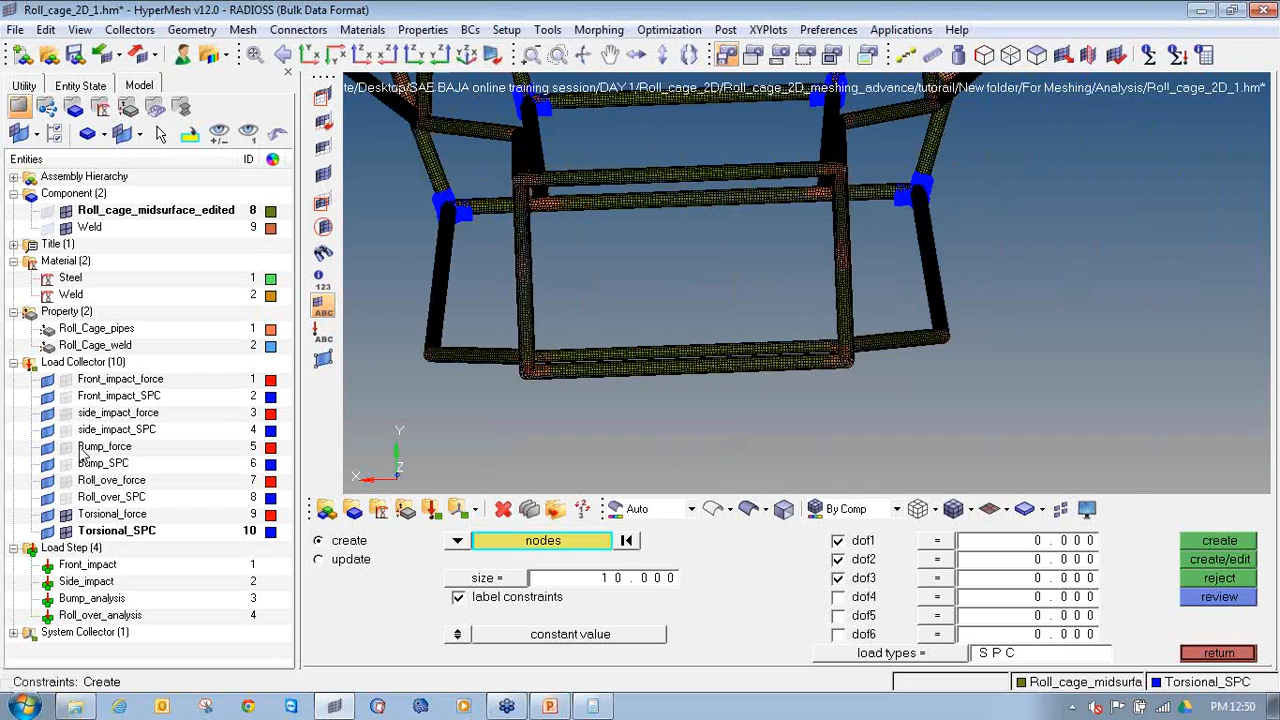 Roll_cage_2D_1.hm* - HyperMesh v12.0 - RADIOSS (Bulk Data Format)
File Edit View Collectors Geometry Mesh Connectors Materials Properties BCs Setup Tools Morphing Optimization Post XYPlots Preferences Applications Help
Utility Entity State Model
te/Desktop/SAE BAJA online training session/DAY 1/Roll_cage_2D/Roll_cage_2D_meshing_advance/tutorail/New folder/For Meshing/Analysis/Roll_cage_2D_1.hm*
Entities ID
Assembly Hierarchy
Component (2)
Roll_cage_midsurface_edited 8
Weld 9
Title (1)
Material (2)
Steel 1
Weld 2
Property (2)
Roll_Cage_pipes 1
Roll_Cage_weld 2
Load Collector (10)
Front_impact_force 1
Front_impact_SPC 2
side_impact_force 3
side_impact_SPC 4
Bump_force 5
Bump_SPC 6
Roll_ove_force 7
Roll_over_SPC 8
Torsional_force 9
Torsional_SPC 10
Load Step (4)
Front_impact 1
Side_impact 2
Bump_analysis 3
Roll_over_analysis 4
System Collector (1)
123
ABC
ABC
Y
X
Z
Auto By Comp
create nodes dof1 = 0.000 create
update dof2 = 0.000 create/edit
size = 10.000 dof3 = 0.000 reject
label constraints dof4 = 0.000 review
dof5 = 0.000
constant value dof6 = 0.000
load types = SPC return
Constraints: Create Roll_cage_midsurfa Torsional_SPC
PM 12:50